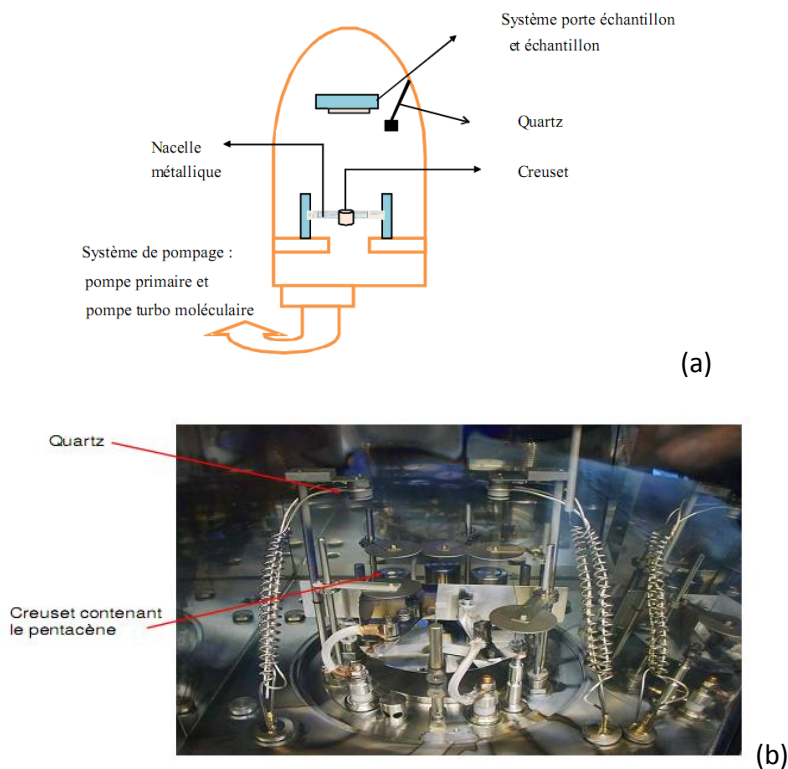 Système porte échantillon
et échantillon
Quartz
Nacelle
métallique
Creuset
Système de pompage :
pompe primaire et
pompe turbo moléculaire
(a)
Quartz
Creuset contenant
le pentacène
(b)